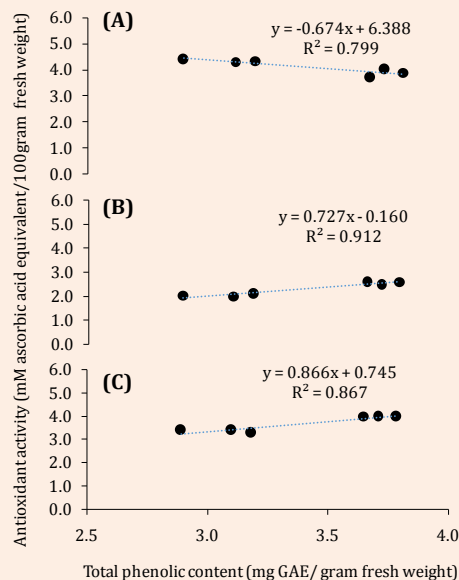 Antioxidant activity (mM ascorbic acid equivalent/100gram fresh weight)
(A)
y = -0.674x + 6.388
R² = 0.799
6.0
5.0
4.0
3.0
2.0
1.0
0.0
(B)
y = 0.727x - 0.160
R² = 0.912
6.0
5.0
4.0
3.0
2.0
1.0
0.0
(C)
y = 0.866x + 0.745
R² = 0.867
6.0
5.0
4.0
3.0
2.0
1.0
0.0
2.5 3.0 3.5 4.0
Total phenolic content (mg GAE/ gram fresh weight)